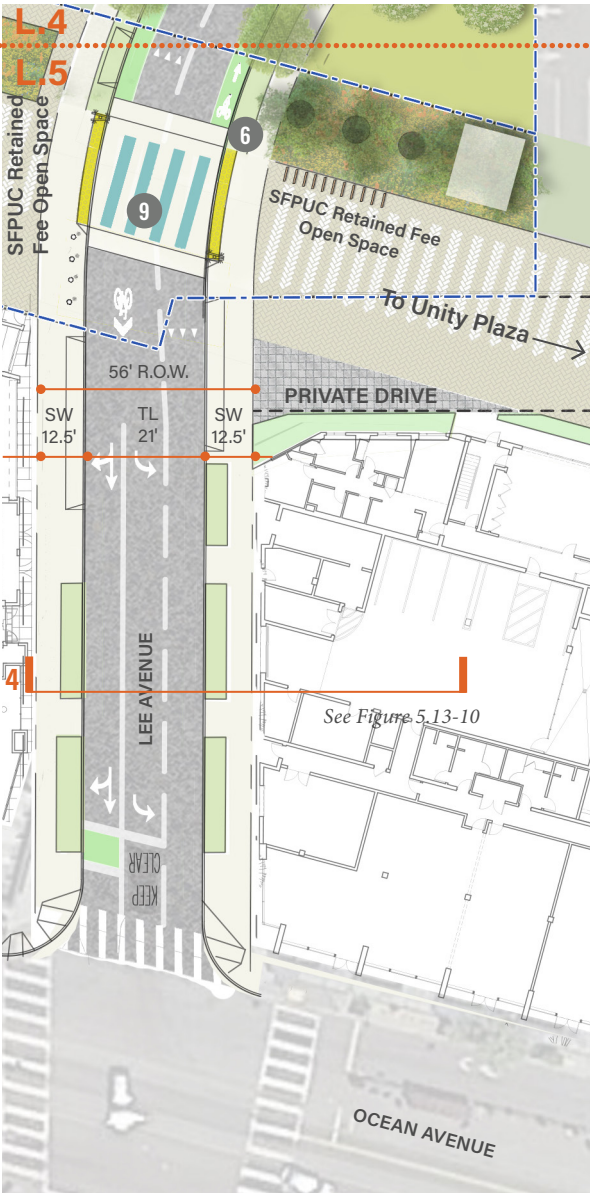 L.4
L.5
SFPUC Retained
Fee Open Space
6
9
SFPUC Retained Fee
Open Space
To Unity Plaza
56' R.O.W.
PRIVATE DRIVE
SW
12.5'
TL
21'
SW
12.5'
LEE AVENUE
4
See Figure 5.13-10
CLEAR
KEEP
OCEAN AVENUE